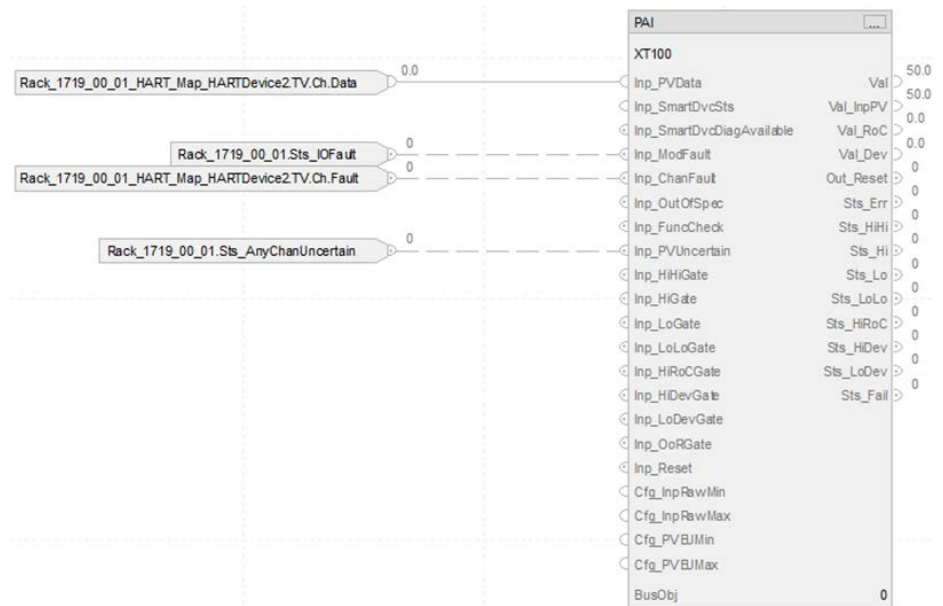 PAI ...
XT100
Rack_1719_00_01_HART_Map_HARTDevice2.TV.Ch.Data 0.0 Inp_PVData Val 50.0
Inp_SmartDvcSts Val_InpPV 50.0
Inp_SmartDvcDiagAvailable Val_RoC 0.0
Rack_1719_00_01.Sts_IOFault 0 Inp_ModFault Val_Dev 0.0
Rack_1719_00_01_HART_Map_HARTDevice2.TV.Ch.Fault 0 Inp_ChanFault Out_Reset 0
Inp_OutOfSpec Sts_Err 0
Inp_FuncCheck Sts_HiHi 0
Rack_1719_00_01.Sts_AnyChanUncertain 0 Inp_PVUncertain Sts_Hi 0
Inp_HiHiGate Sts_Lo 0
Inp_HiGate Sts_LoLo 0
Inp_LoGate Sts_HiRoC 0
Inp_LoLoGate Sts_HiDev 0
Inp_HiRoCGate Sts_LoDev 0
Inp_HiDevGate Sts_Fail 0
Inp_LoDevGate
Inp_OoRGate
Inp_Reset
Cfg_InpRawMin
Cfg_InpRawMax
Cfg_PVEUMin
Cfg_PVEUMax
BusObj 0